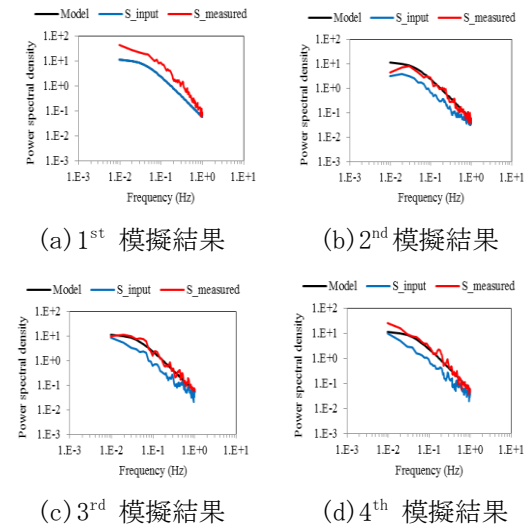 Model S_input S_measured
Power spectral density
1.E+2
1.E+1
1.E+0
1.E-1
1.E-2
1.E-3
1.E-3 1.E-2 1.E-1 1.E+0 1.E+1
Frequency (Hz)
(a) 1st 模擬結果
Model S_input S_measured
Power spectral density
1.E+2
1.E+1
1.E+0
1.E-1
1.E-2
1.E-3
1.E-3 1.E-2 1.E-1 1.E+0 1.E+1
Frequency (Hz)
(b) 2nd 模擬結果
Model S_input S_measured
Power spectral density
1.E+2
1.E+1
1.E+0
1.E-1
1.E-2
1.E-3
1.E-3 1.E-2 1.E-1 1.E+0 1.E+1
Frequency (Hz)
(c) 3rd 模擬結果
Model S_input S_measured
Power spectral density
1.E+2
1.E+1
1.E+0
1.E-1
1.E-2
1.E-3
1.E-3 1.E-2 1.E-1 1.E+0 1.E+1
Frequency (Hz)
(d) 4th 模擬結果